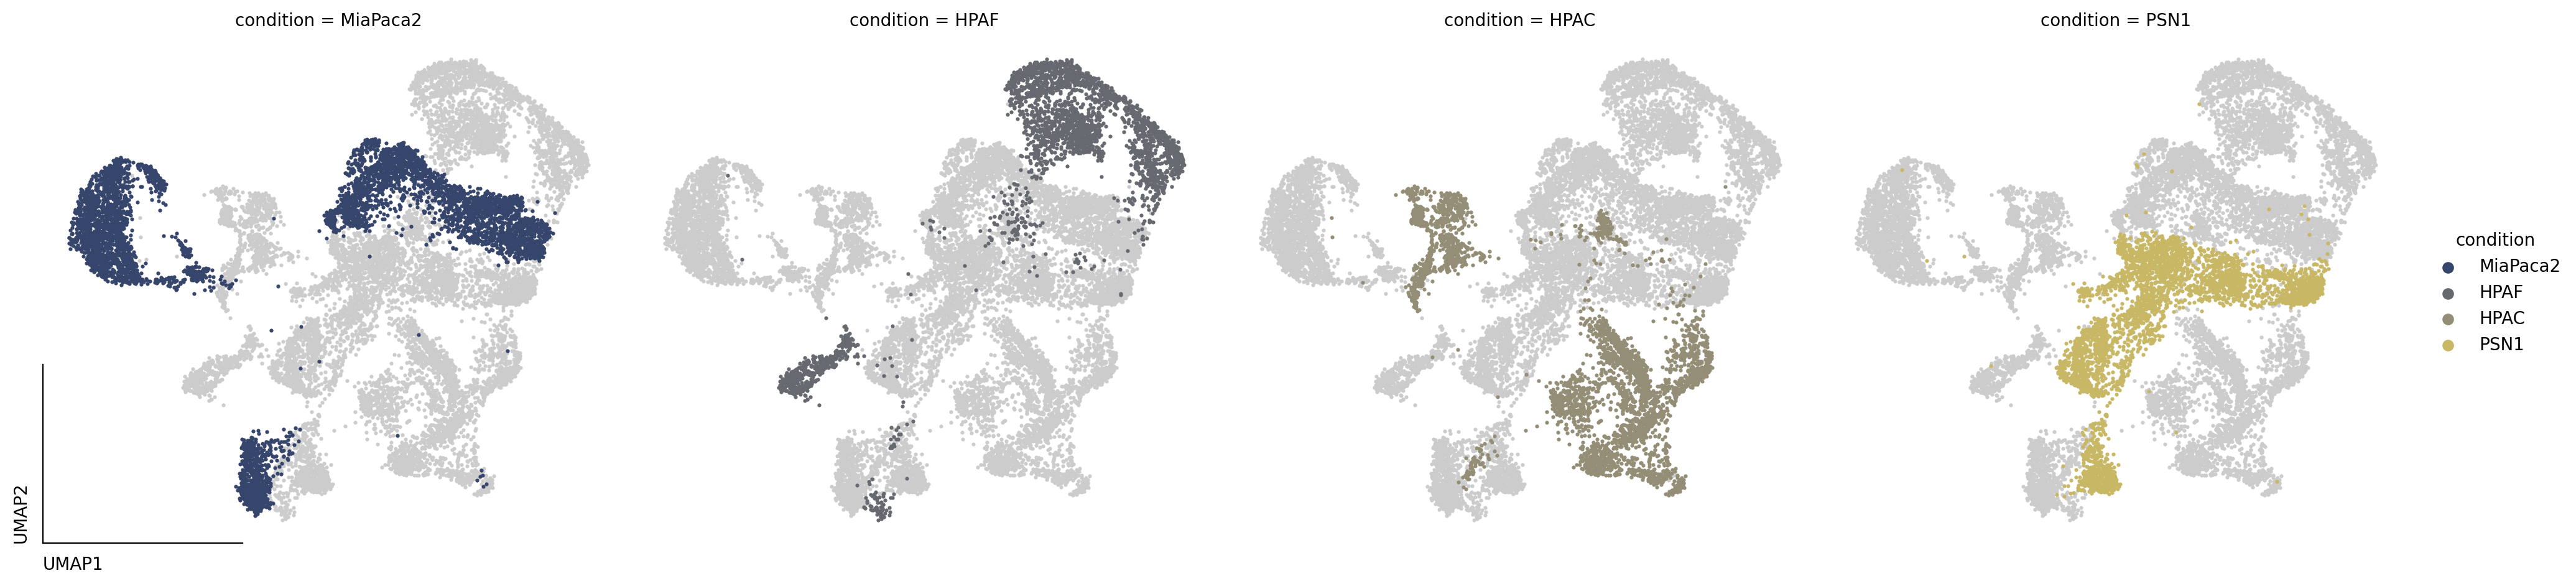 condition = MiaPaca2
condition = HPAF
condition = HPAC
condition = PSN1
condition
MiaPaca2
HPAF
HPAC
PSN1
UMAP2
UMAP1